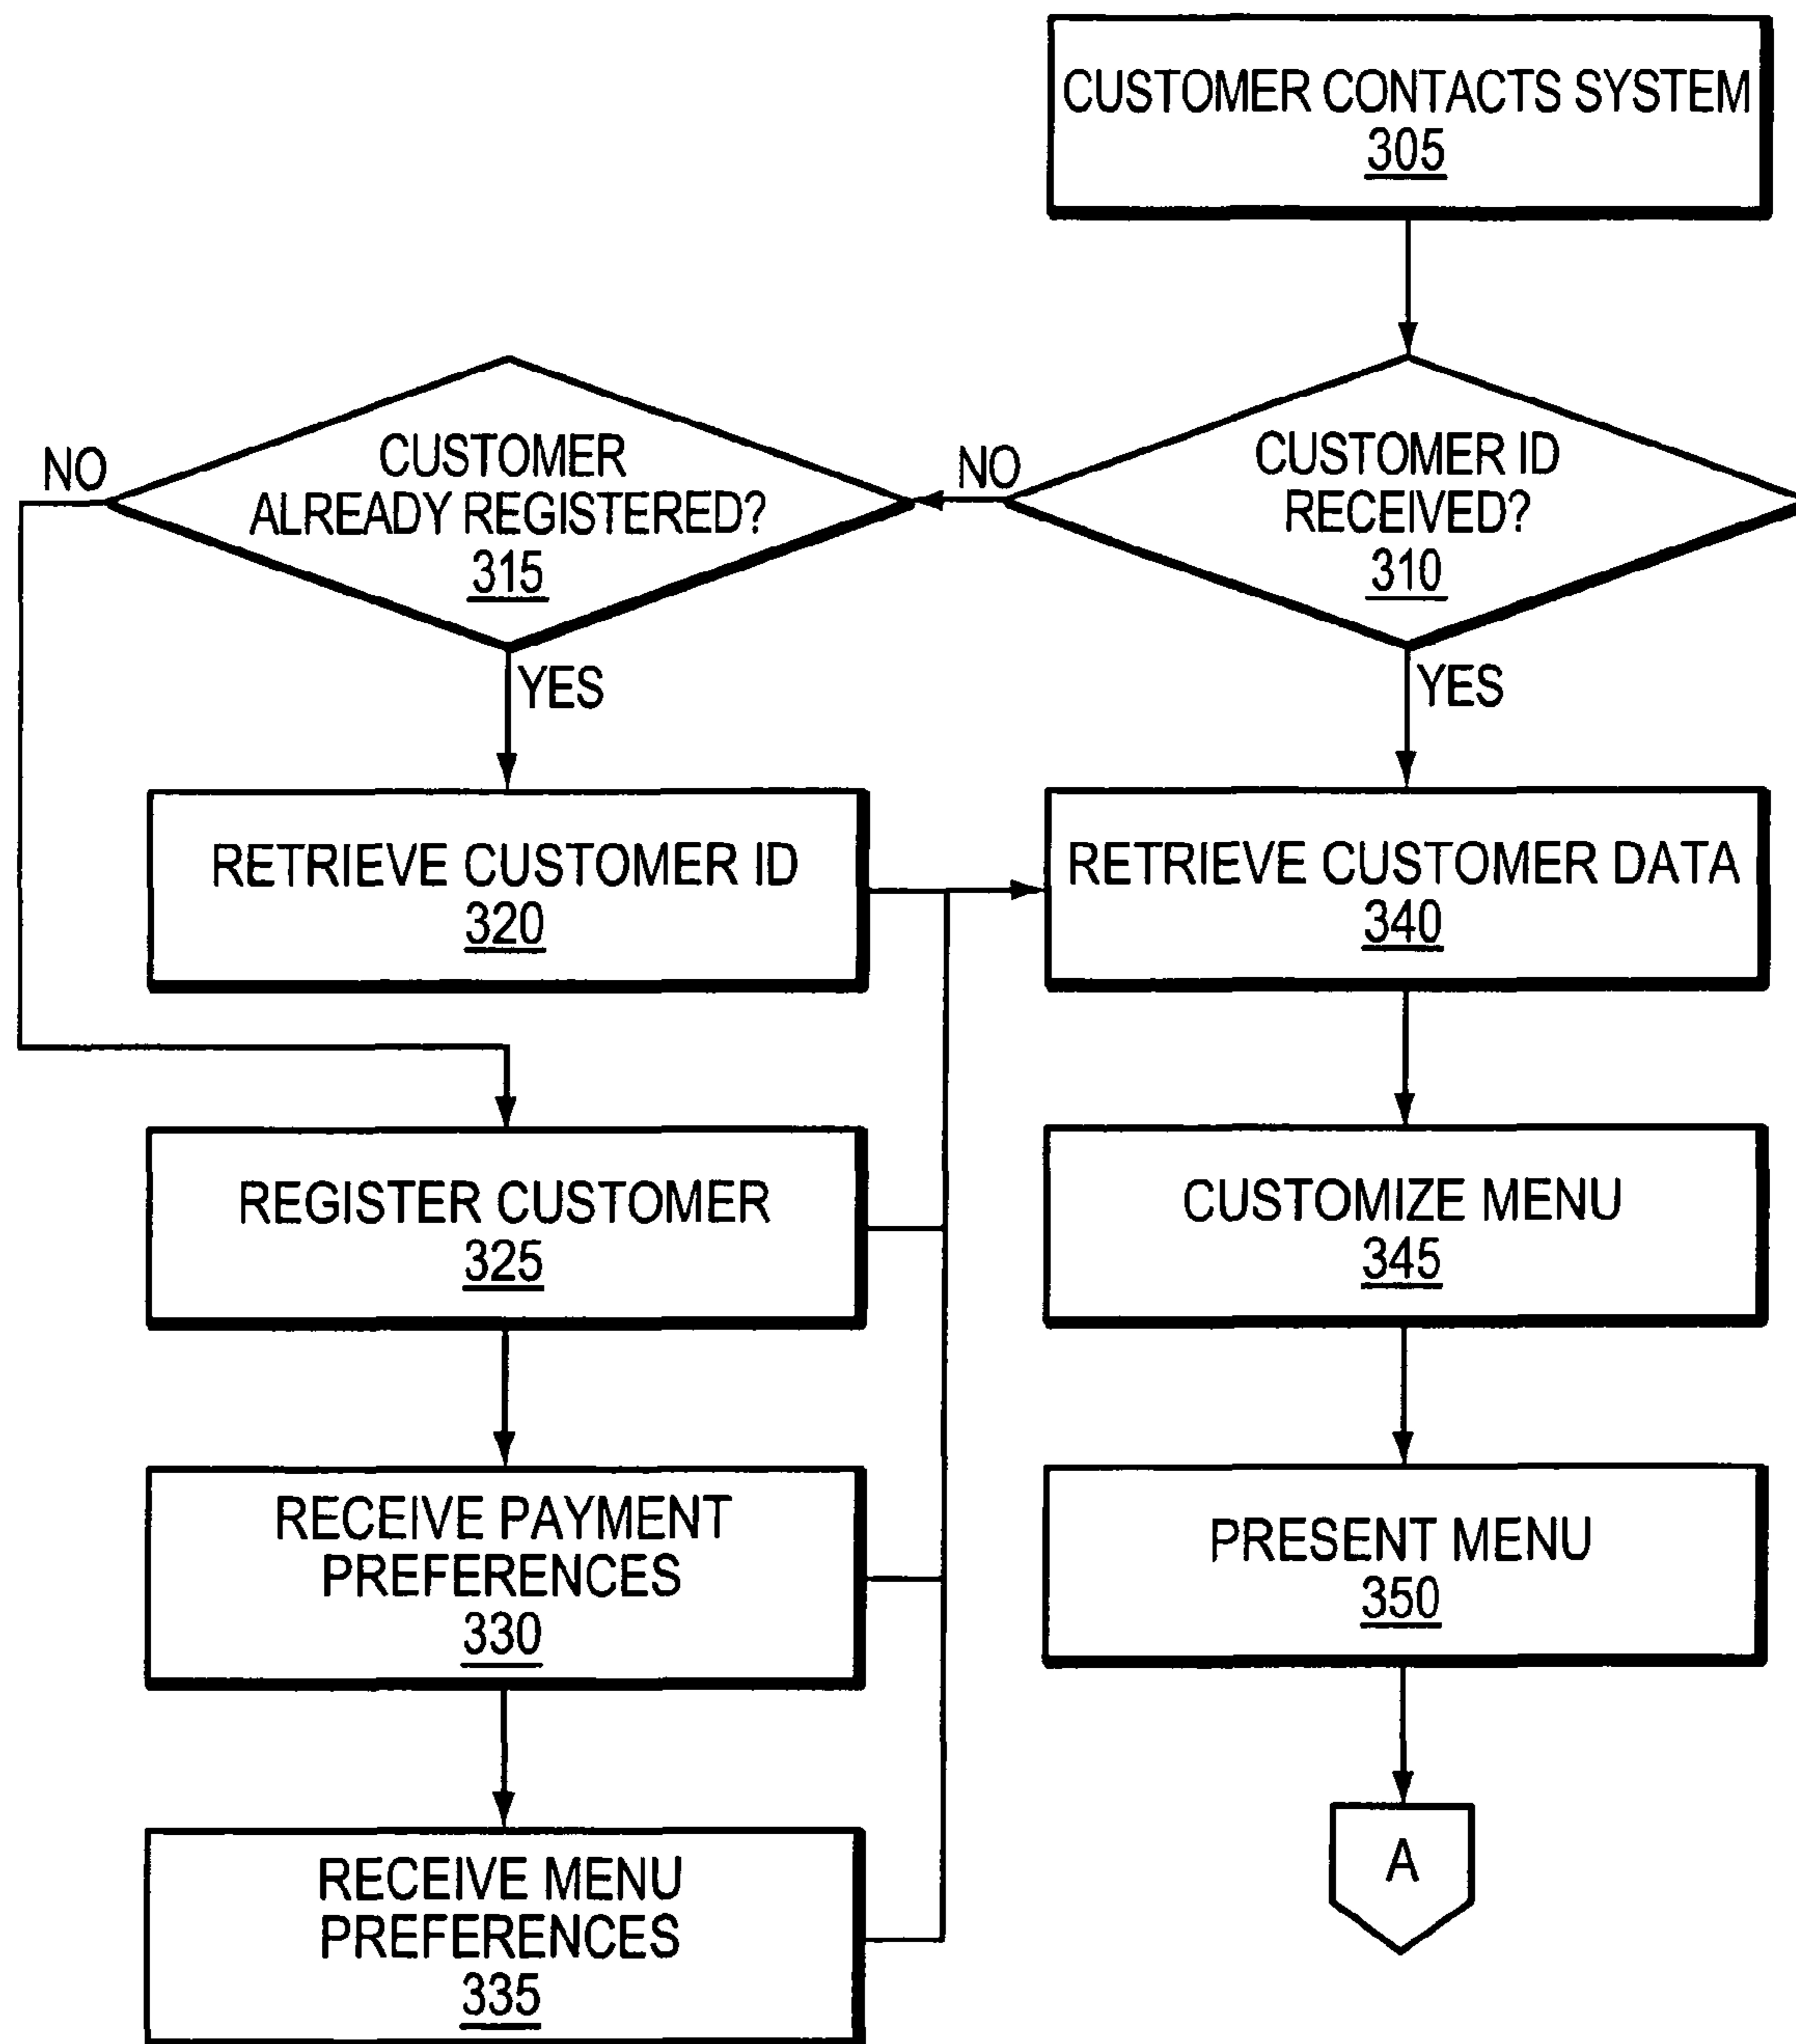 CUSTOMER CONTACTS SYSTEM
305
CUSTOMER ID
RECEIVED?
310
NO
YES
CUSTOMER
ALREADY REGISTERED?
315
NO
YES
RETRIEVE CUSTOMER ID
320
RETRIEVE CUSTOMER DATA
340
REGISTER CUSTOMER
325
CUSTOMIZE MENU
345
RECEIVE PAYMENT
PREFERENCES
330
PRESENT MENU
350
RECEIVE MENU
PREFERENCES
335
A